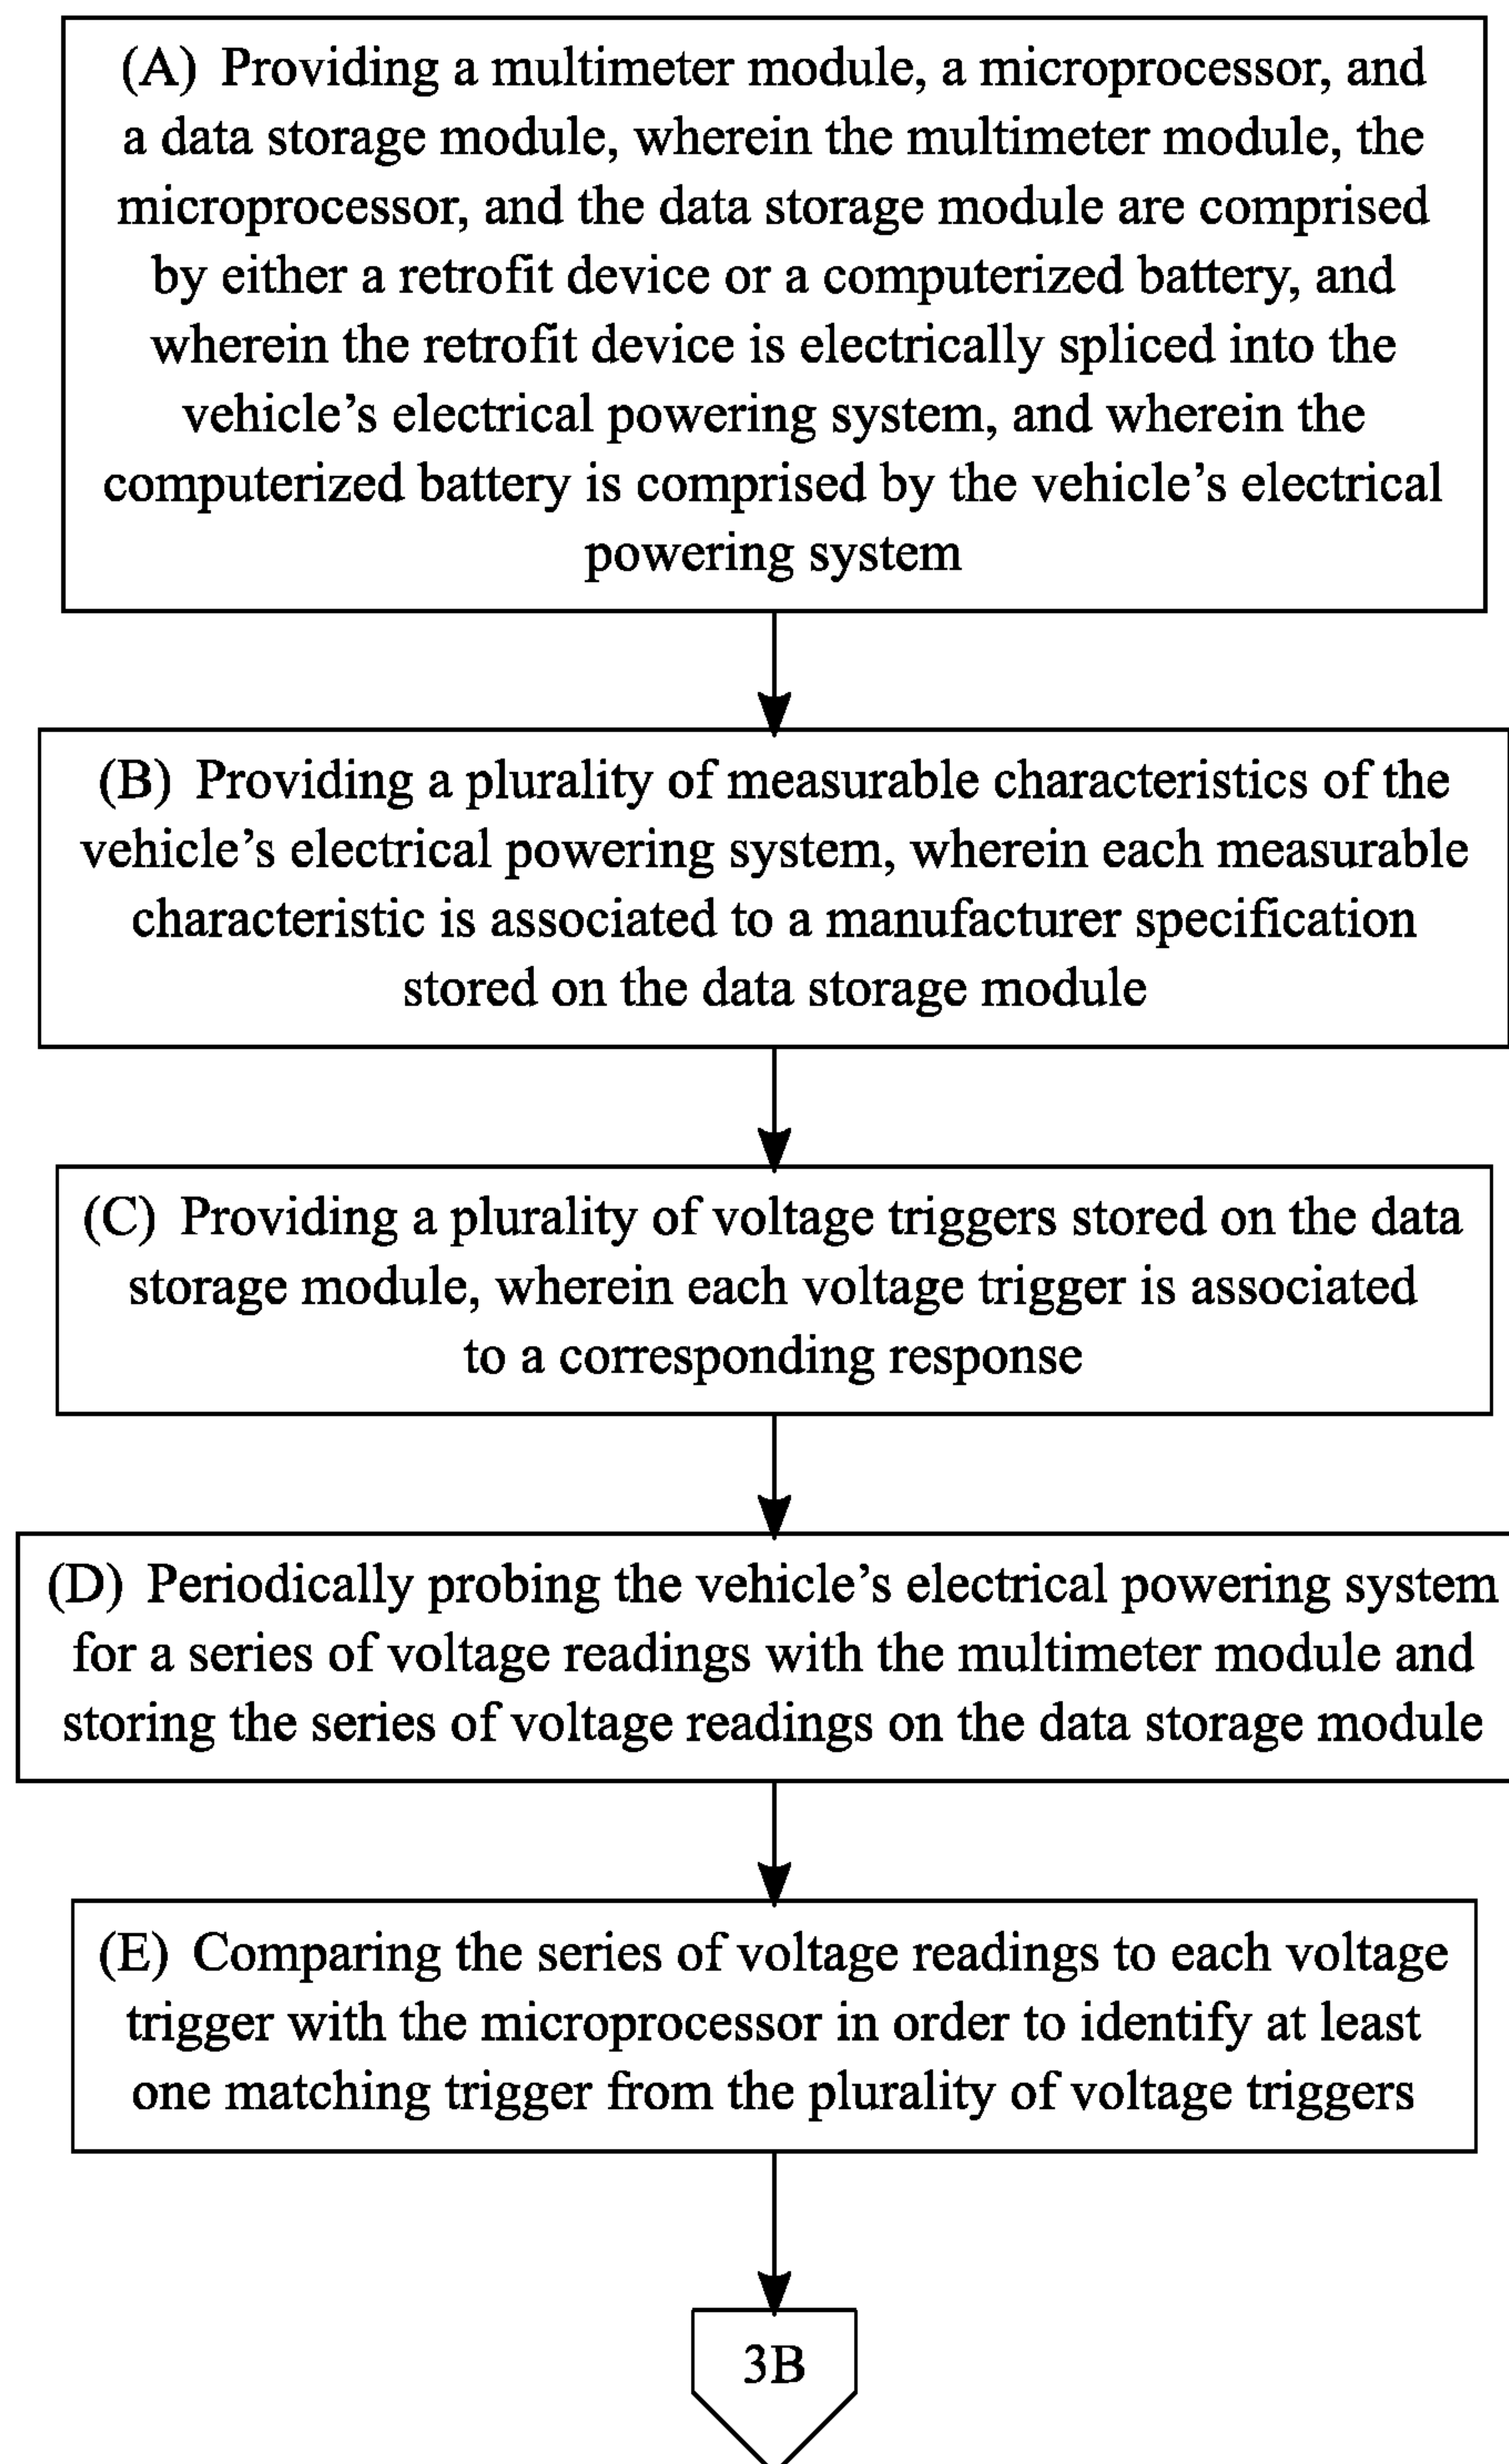 (A) Providing a multimeter module, a microprocessor, and
a data storage module, wherein the multimeter module, the
microprocessor, and the data storage module are comprised
by either a retrofit device or a computerized battery, and
wherein the retrofit device is electrically spliced into the
vehicle’s electrical powering system, and wherein the
computerized battery is comprised by the vehicle’s electrical
powering system
(B) Providing a plurality of measurable characteristics of the
vehicle’s electrical powering system, wherein each measurable
characteristic is associated to a manufacturer specification
stored on the data storage module
(C) Providing a plurality of voltage triggers stored on the data
storage module, wherein each voltage trigger is associated
to a corresponding response
(D) Periodically probing the vehicle’s electrical powering system
for a series of voltage readings with the multimeter module and
storing the series of voltage readings on the data storage module
(E) Comparing the series of voltage readings to each voltage
trigger with the microprocessor in order to identify at least
one matching trigger from the plurality of voltage triggers
3B